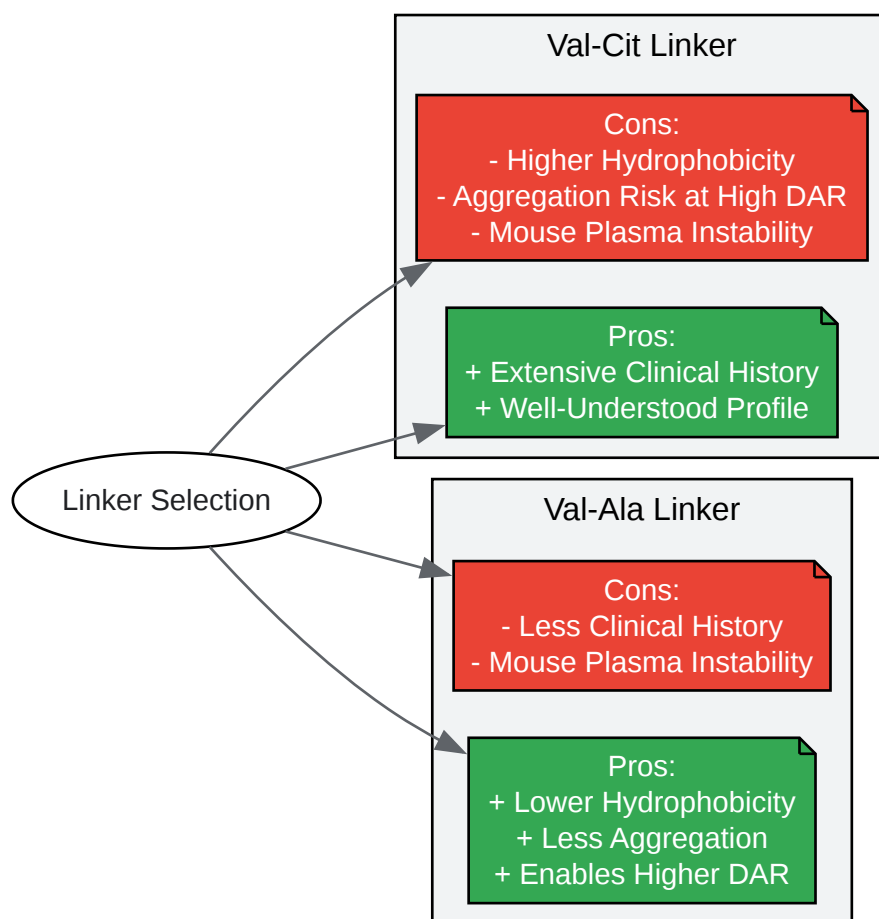 Val-Cit Linker
Cons:
- Higher Hydrophobicity
- Aggregation Risk at High DAR
- Mouse Plasma Instability
Pros:
+ Extensive Clinical History
+ Well-Understood Profile
Linker Selection
Val-Ala Linker
Cons:
- Less Clinical History
- Mouse Plasma Instability
Pros:
+ Lower Hydrophobicity
+ Less Aggregation
+ Enables Higher DAR